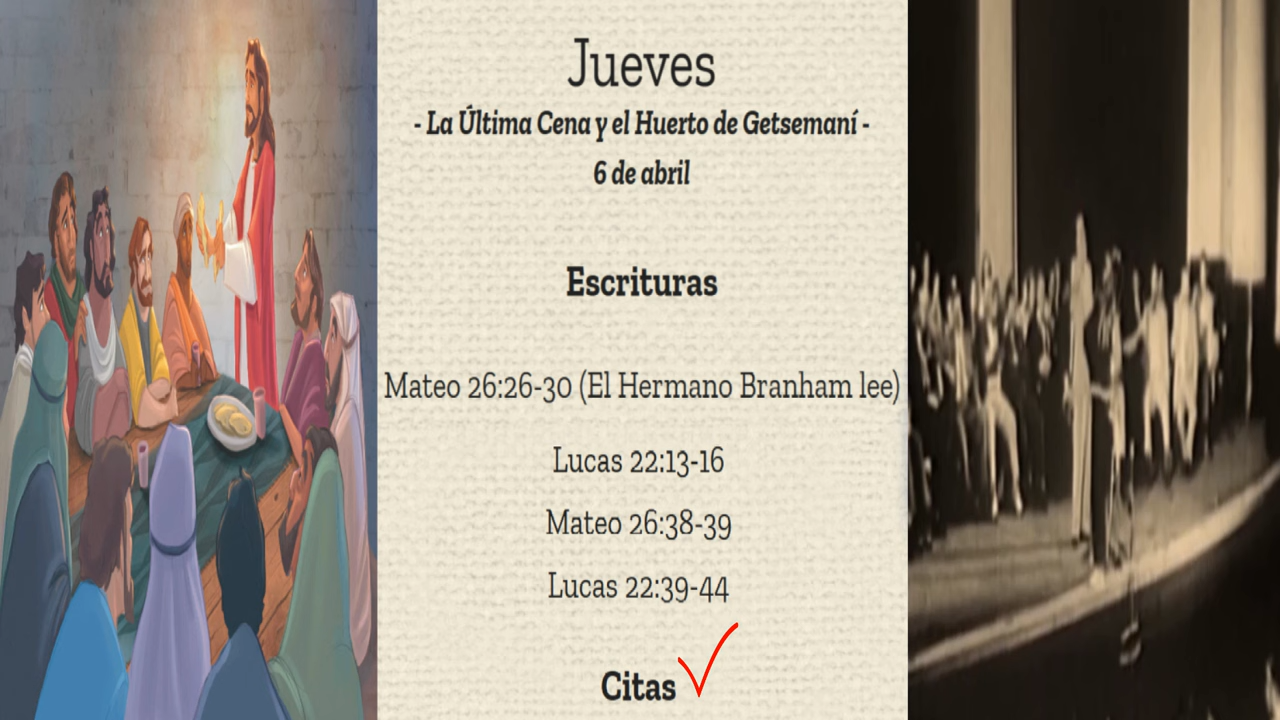 Jueves
- La Última Cena y el Huerto de Getsemaní -
6 de abril
Escrituras
Mateo 26:26-30 (El Hermano Branham lee)
Lucas 22:13-16
Mateo 26:38-39
Lucas 22:39-44
Citas